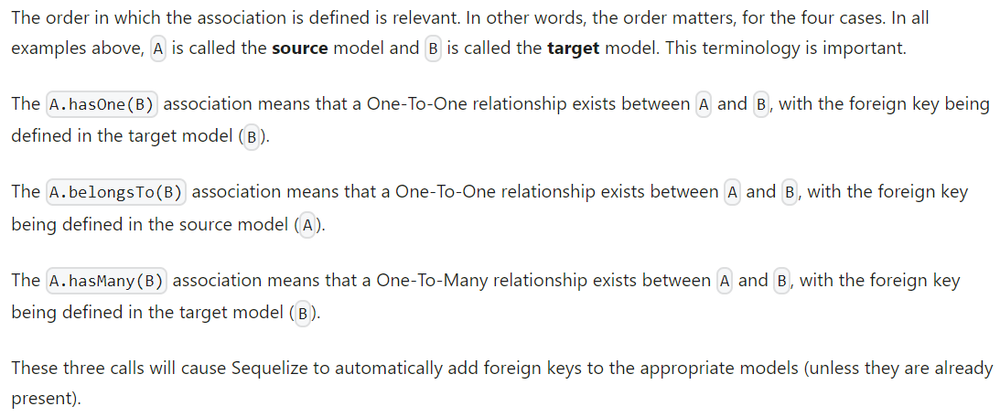 The order in which the association is defined is relevant. In other words, the order matters, for the four cases. In all
examples above, A is called the source model and B is called the target model. This terminology is important.
The A.hasOne(B) association means that a One-To-One relationship exists between A and B, with the foreign key being
defined in the target model (B).
The A.belongsTo(B) association means that a One-To-One relationship exists between A and B, with the foreign key
being defined in the source model (A).
The A.hasMany(B) association means that a One-To-Many relationship exists between A and B, with the foreign key
being defined in the target model (B).
These three calls will cause Sequelize to automatically add foreign keys to the appropriate models (unless they are already
present).